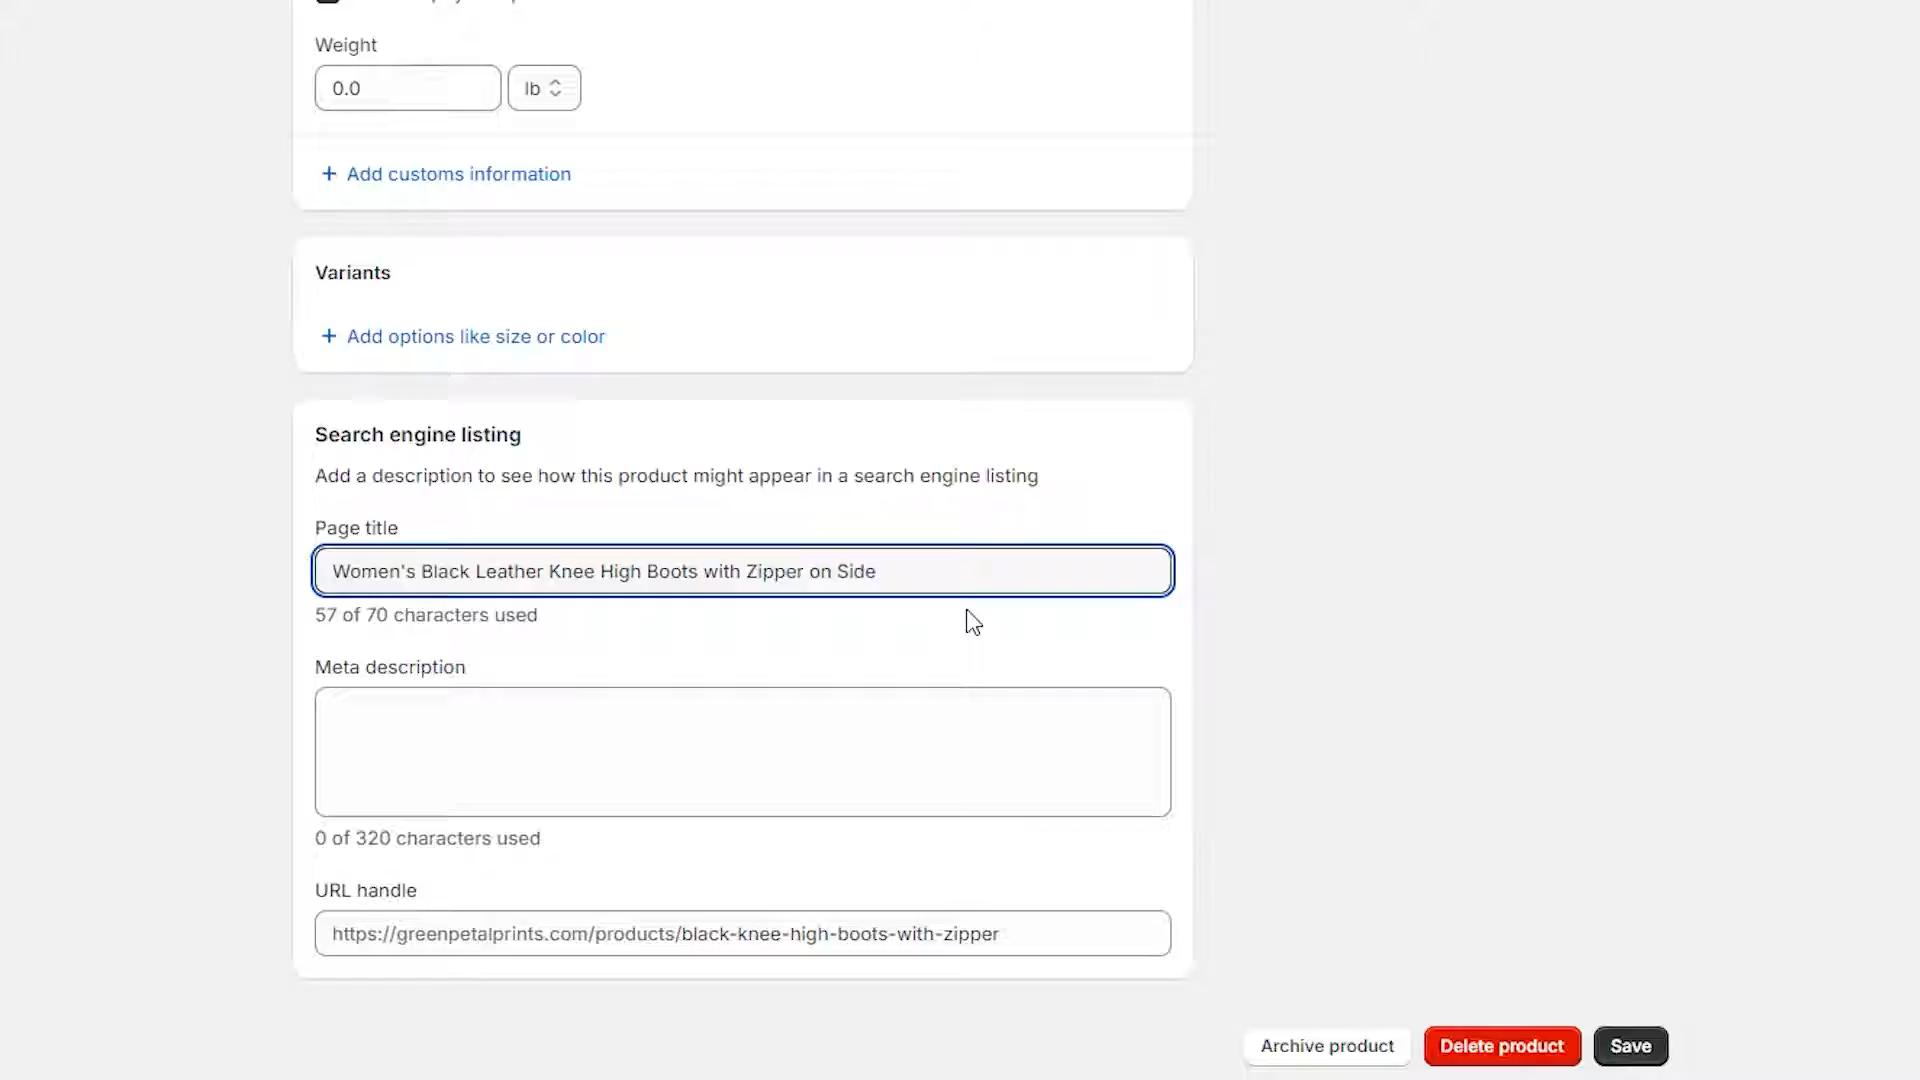 Weight
0.0
lb
+ Add customs information
Variants
+ Add options like size or color
Search engine listing
Add a description to see how this product might appear in a search engine listing
Page title
Women's Black Leather Knee High Boots with Zipper on Side
57 of 70 characters used
Meta description
0 of 320 characters used
URL handle
https://greenpetalprints.com/products/black-knee-high-boots-with-zipper
Archive product
Delete product
Save